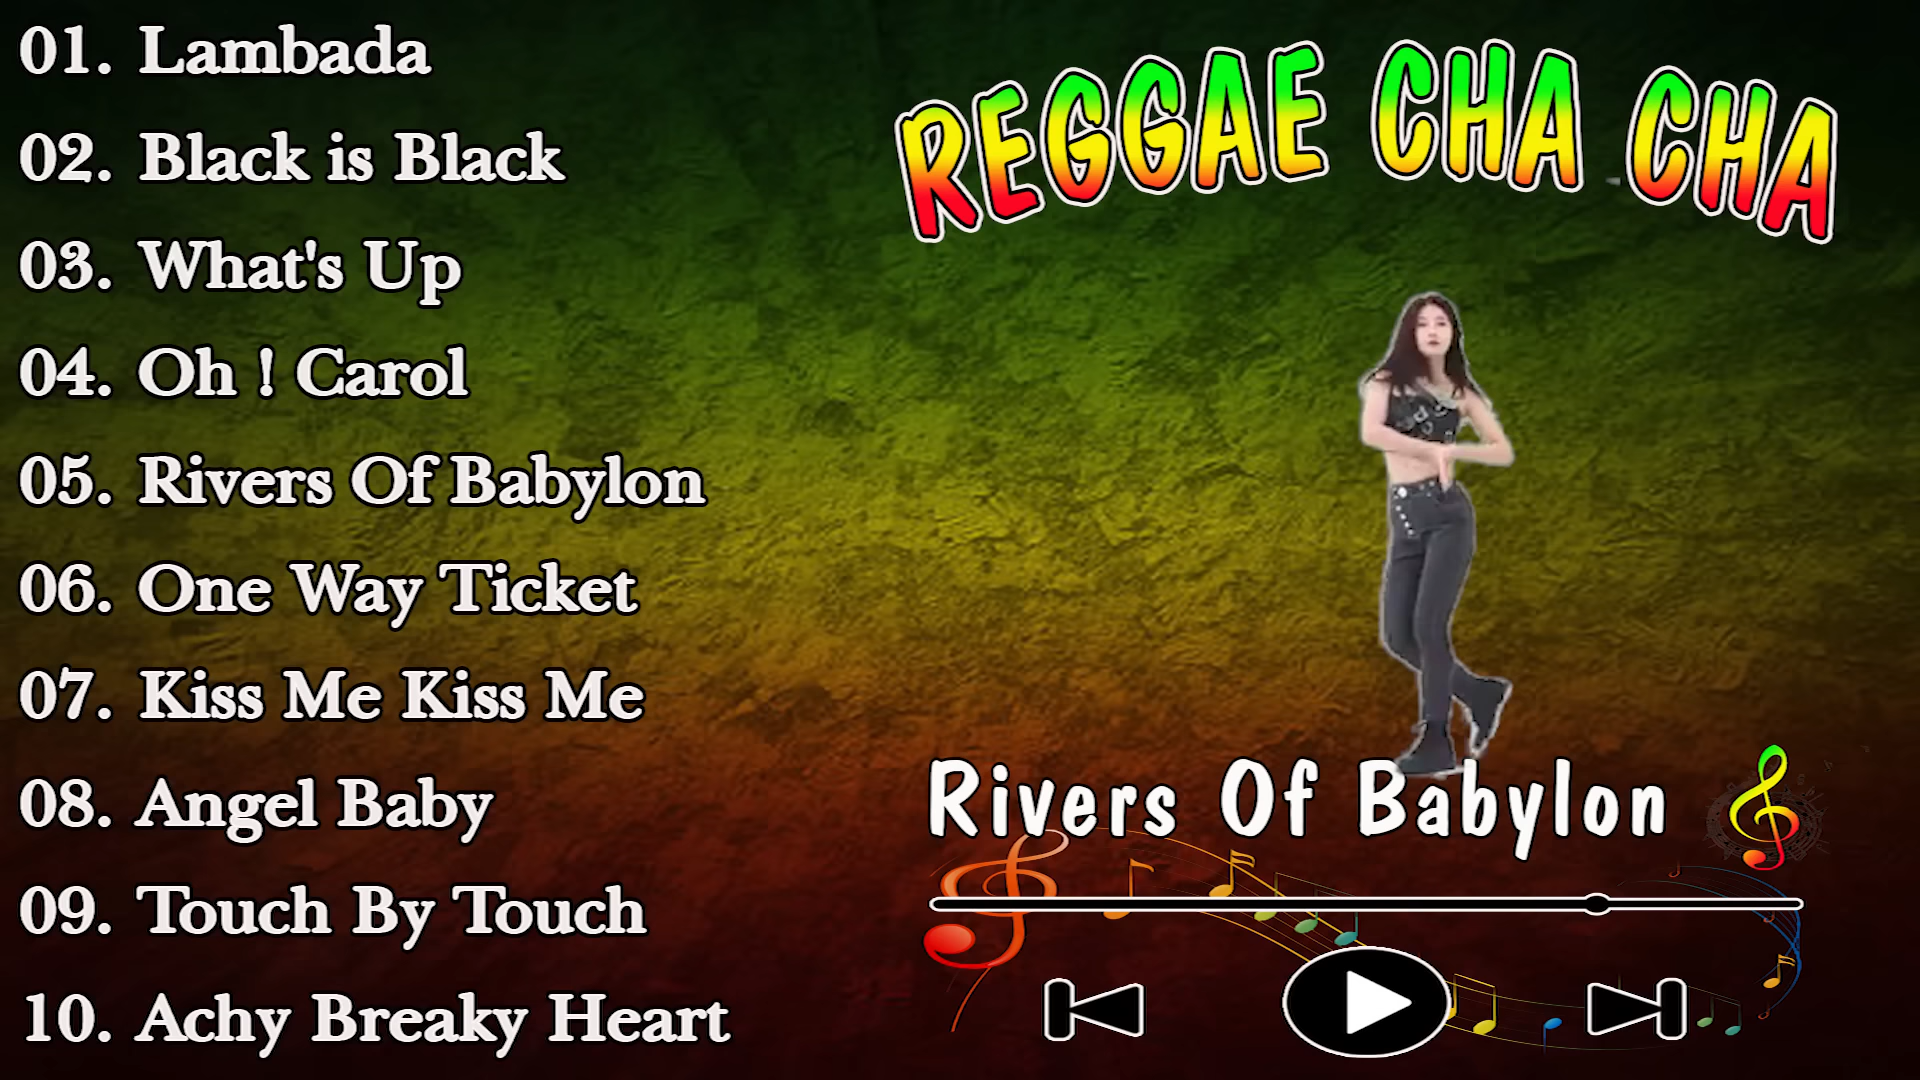 01. Lambada
02. Black is Black
03. What's Up
04. Oh ! Carol
05. Rivers Of Babylon
06. One Way Ticket
07. Kiss Me Kiss Me
08. Angel Baby
09. Touch By Touch
10. Achy Breaky Heart
REGGAE CHA CHA
Rivers Of Babylon